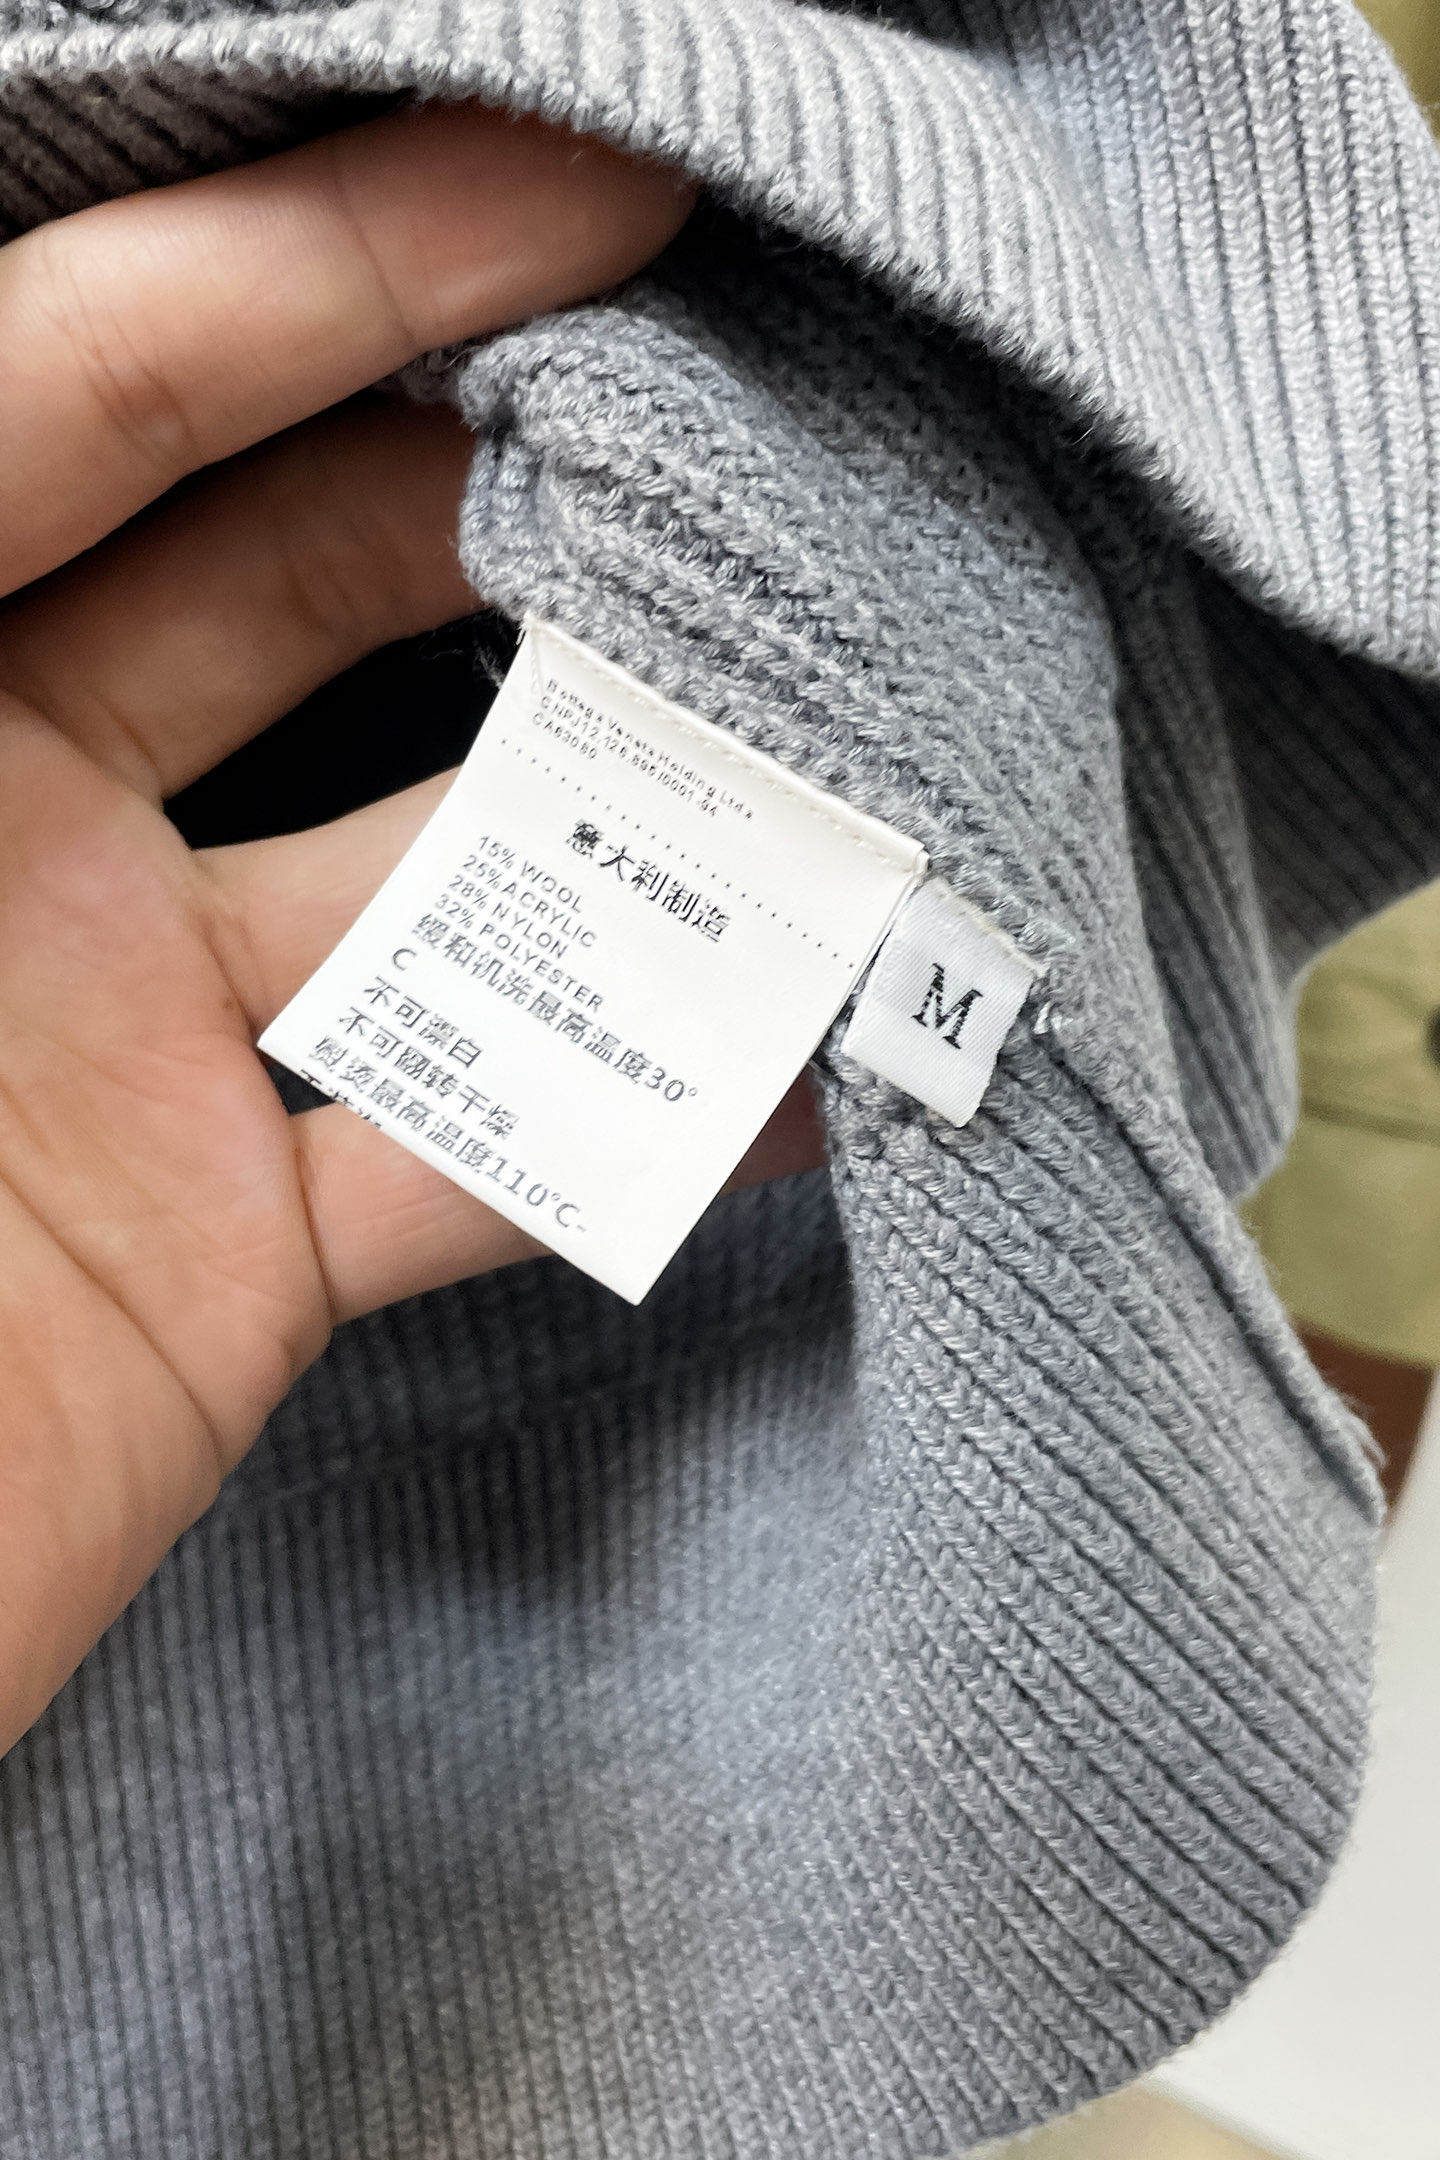 Bottega Veneta Holding Ltda
CNPJ 12.126.896/0001-94
CA63080
意大利制造
15% WOOL
25% ACRYLIC
28% NYLON
32% POLYESTER
缓和机洗最高温度30°
C
不可漂白
不可翻转干燥
熨烫最高温度110°C-
M